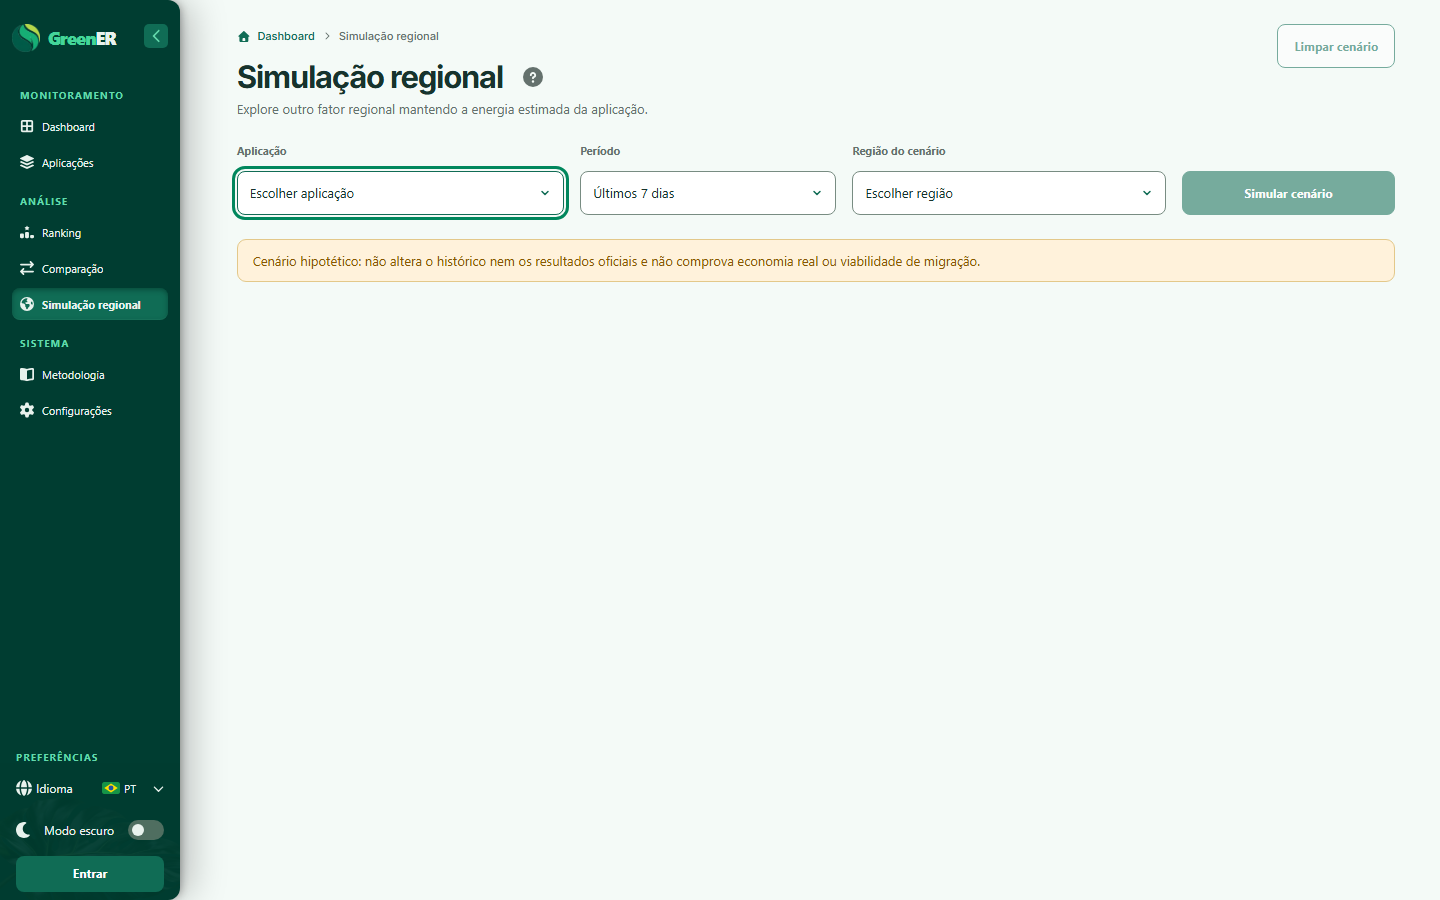 GreenER
MONITORAMENTO
Dashboard
Aplicações
ANÁLISE
Ranking
Comparação
Simulação regional
SISTEMA
Metodologia
Configurações
PREFERÊNCIAS
Idioma PT
Modo escuro
Entrar
Dashboard > Simulação regional
Limpar cenário
Simulação regional ?
Explore outro fator regional mantendo a energia estimada da aplicação.
Aplicação Período Região do cenário
Escolher aplicação Últimos 7 dias Escolher região Simular cenário
Cenário hipotético: não altera o histórico nem os resultados oficiais e não comprova economia real ou viabilidade de migração.